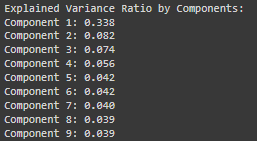 Explained Variance Ratio by Components:
Component 1: 0.338
Component 2: 0.082
Component 3: 0.074
Component 4: 0.056
Component 5: 0.042
Component 6: 0.042
Component 7: 0.040
Component 8: 0.039
Component 9: 0.039